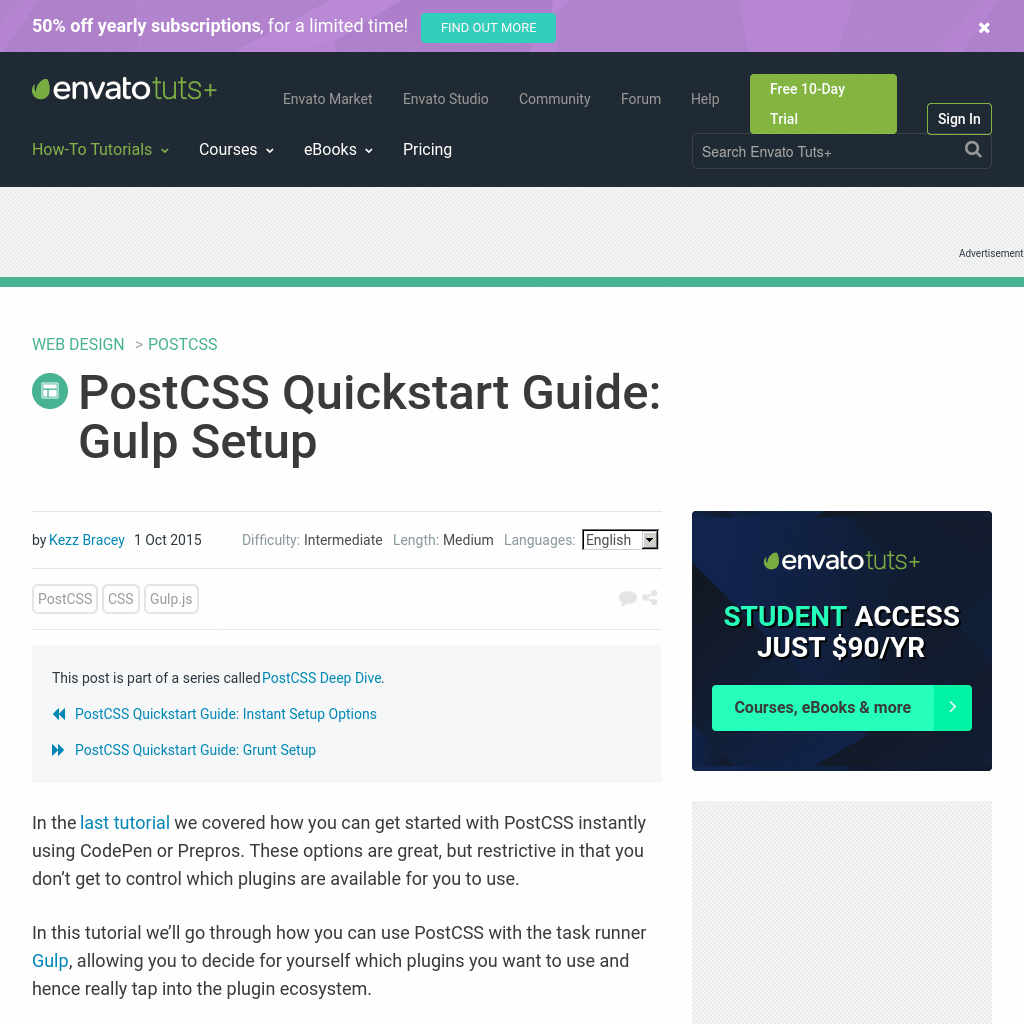 50% off yearly subscriptions, for a limited time! FIND OUT MORE ×
envato tuts+
Envato Market Envato Studio Community Forum Help
Free 10-Day
Trial
Sign In
How-To Tutorials Courses eBooks Pricing
Search Envato Tuts+
Advertisement
WEB DESIGN > POSTCSS
PostCSS Quickstart Guide:
Gulp Setup
by Kezz Bracey 1 Oct 2015 Difficulty: Intermediate Length: Medium Languages: English
PostCSS CSS Gulp.js
This post is part of a series called PostCSS Deep Dive.
PostCSS Quickstart Guide: Instant Setup Options
PostCSS Quickstart Guide: Grunt Setup
In the last tutorial we covered how you can get started with PostCSS instantly
using CodePen or Prepros. These options are great, but restrictive in that you
don’t get to control which plugins are available for you to use.
In this tutorial we’ll go through how you can use PostCSS with the task runner
Gulp, allowing you to decide for yourself which plugins you want to use and
hence really tap into the plugin ecosystem.
envato tuts+
STUDENT ACCESS
JUST $90/YR
Courses, eBooks & more